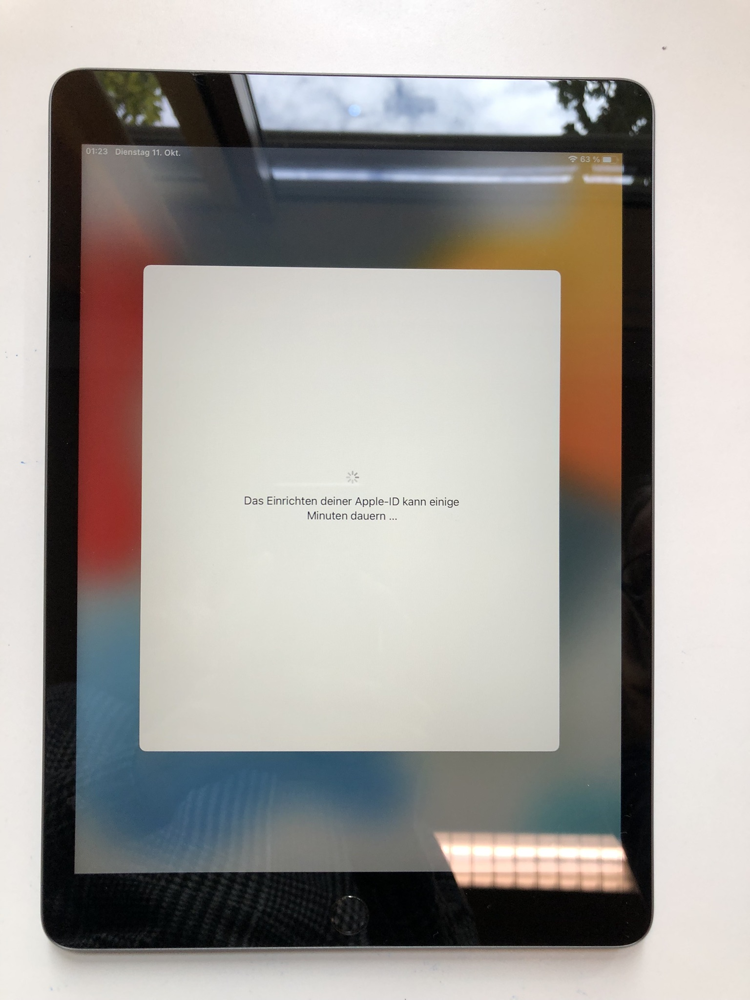 01:23 Dienstag 11. Okt.
63 %
Das Einrichten deiner Apple-ID kann einige
Minuten dauern ...